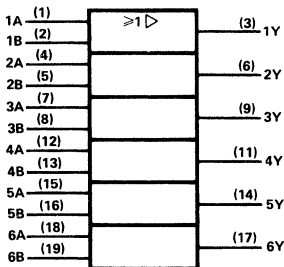 1A (1)
≥1 ▷
(3) 1Y
1B (2)
2A (4)
(6) 2Y
2B (5)
3A (7)
(9) 3Y
3B (8)
4A (12)
(11) 4Y
4B (13)
5A (15)
(14) 5Y
5B (16)
6A (18)
(17) 6Y
6B (19)